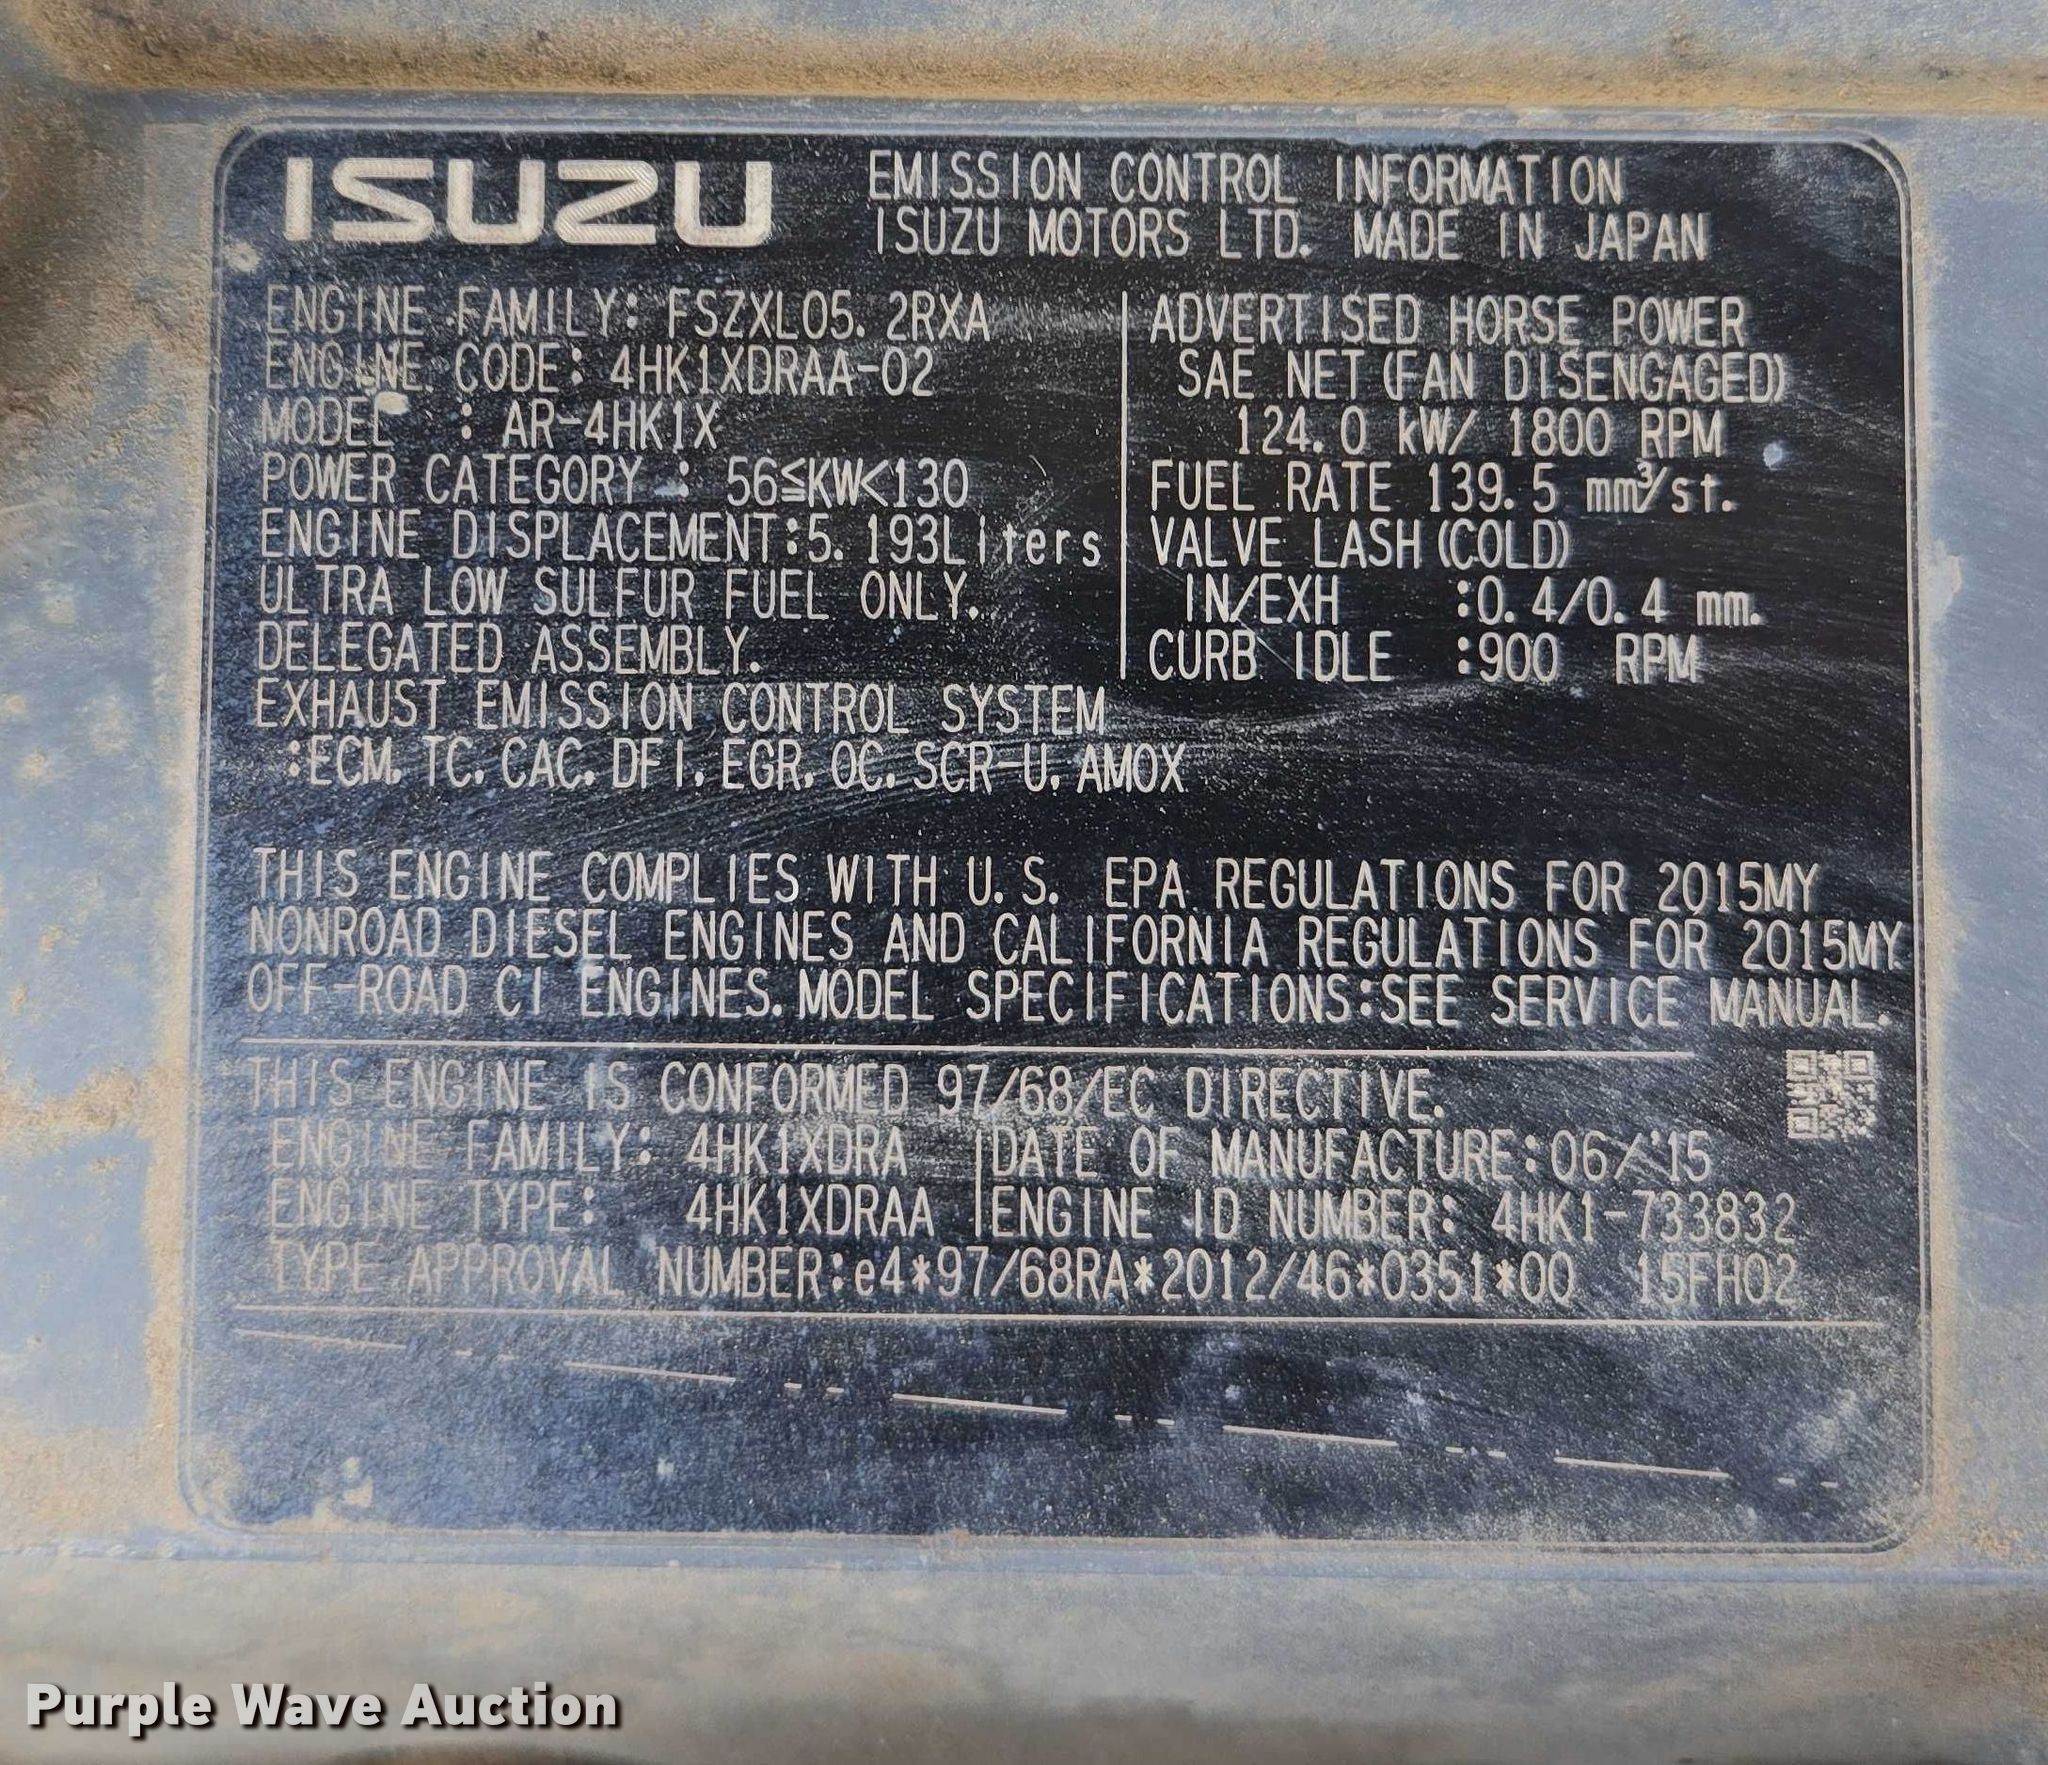 ISUZU
EMISSION CONTROL INFORMATION
ISUZU MOTORS LTD. MADE IN JAPAN
ENGINE FAMILY: FSZXL05. 2RXA
ENGINE CODE: 4HK1XDRAA-02
MODEL : AR-4HK1X
POWER CATEGORY : 56≦KW<130
ENGINE DISPLACEMENT:5. 193Liters
ULTRA LOW SULFUR FUEL ONLY.
DELEGATED ASSEMBLY.
EXHAUST EMISSION CONTROL SYSTEM
:ECM, TC, CAC, DFI, EGR, OC, SCR-U, AMOX
ADVERTISED HORSE POWER
SAE NET (FAN DISENGAGED)
124.0 kW/ 1800 RPM
FUEL RATE 139.5 mm³/st.
VALVE LASH (COLD)
IN/EXH :0.4/0.4 mm.
CURB IDLE :900 RPM
THIS ENGINE COMPLIES WITH U.S. EPA REGULATIONS FOR 2015MY
NONROAD DIESEL ENGINES AND CALIFORNIA REGULATIONS FOR 2015MY
OFF-ROAD CI ENGINES. MODEL SPECIFICATIONS:SEE SERVICE MANUAL.
THIS ENGINE IS CONFORMED 97/68/EC DIRECTIVE.
ENGINE FAMILY: 4HK1XDRA DATE OF MANUFACTURE:06/'15
ENGINE TYPE: 4HK1XDRAA ENGINE ID NUMBER: 4HK1-733832
TYPE APPROVAL NUMBER:e4*97/68RA*2012/46*0351*00 15FH02
Purple Wave Auction